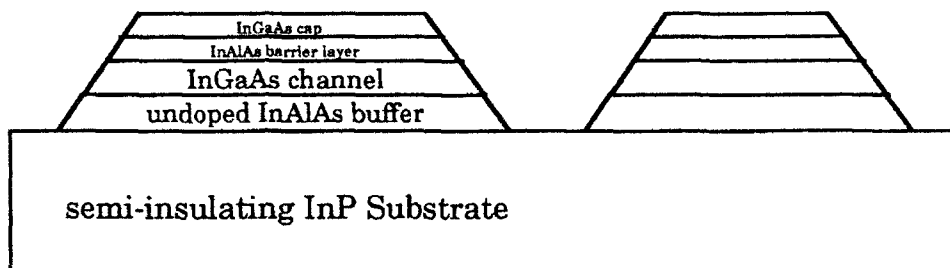 InGaAs cap
InAlAs barrier layer
InGaAs channel
undoped InAlAs buffer
semi-insulating InP Substrate